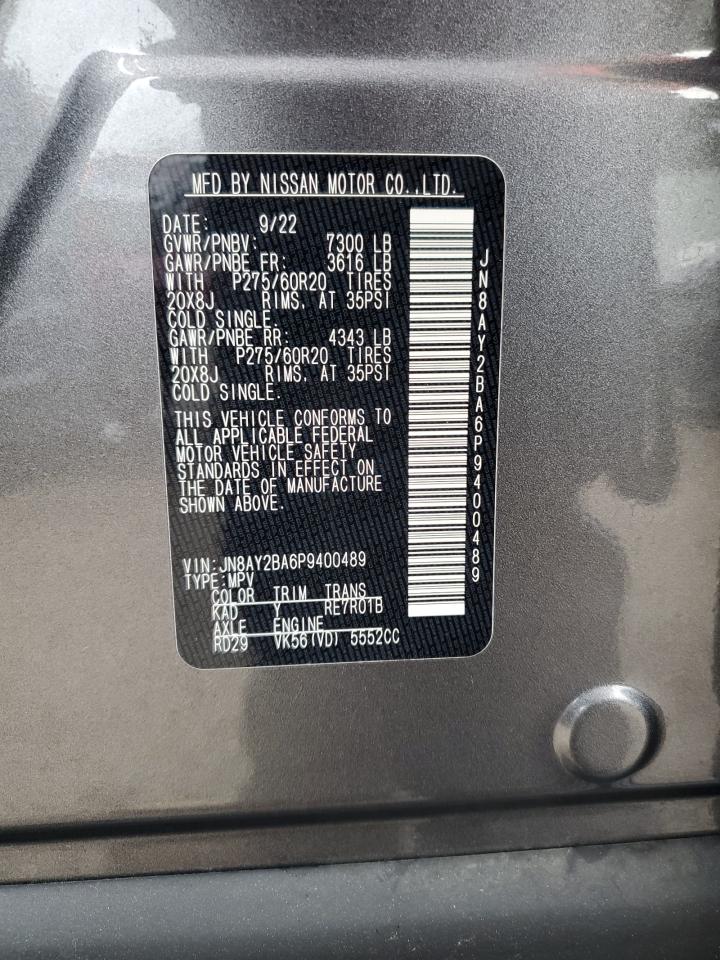 MFD BY NISSAN MOTOR CO.,LTD.
DATE: 9/22
GVWR/PNBV: 7300 LB
GAWR/PNBE FR: 3616 LB
WITH P275/60R20 TIRES
20X8J RIMS, AT 35PSI
COLD SINGLE.
GAWR/PNBE RR: 4343 LB
WITH P275/60R20 TIRES
20X8J RIMS, AT 35PSI
COLD SINGLE.
THIS VEHICLE CONFORMS TO
ALL APPLICABLE FEDERAL
MOTOR VEHICLE SAFETY
STANDARDS IN EFFECT ON
THE DATE OF MANUFACTURE
SHOWN ABOVE.
VIN:JN8AY2BA6P9400489
TYPE:MPV
COLOR TRIM TRANS
KAD Y RE7R01B
AXLE ENGINE
RD29 VK56(VD) 5552CC
JN8AY2BA6P9400489